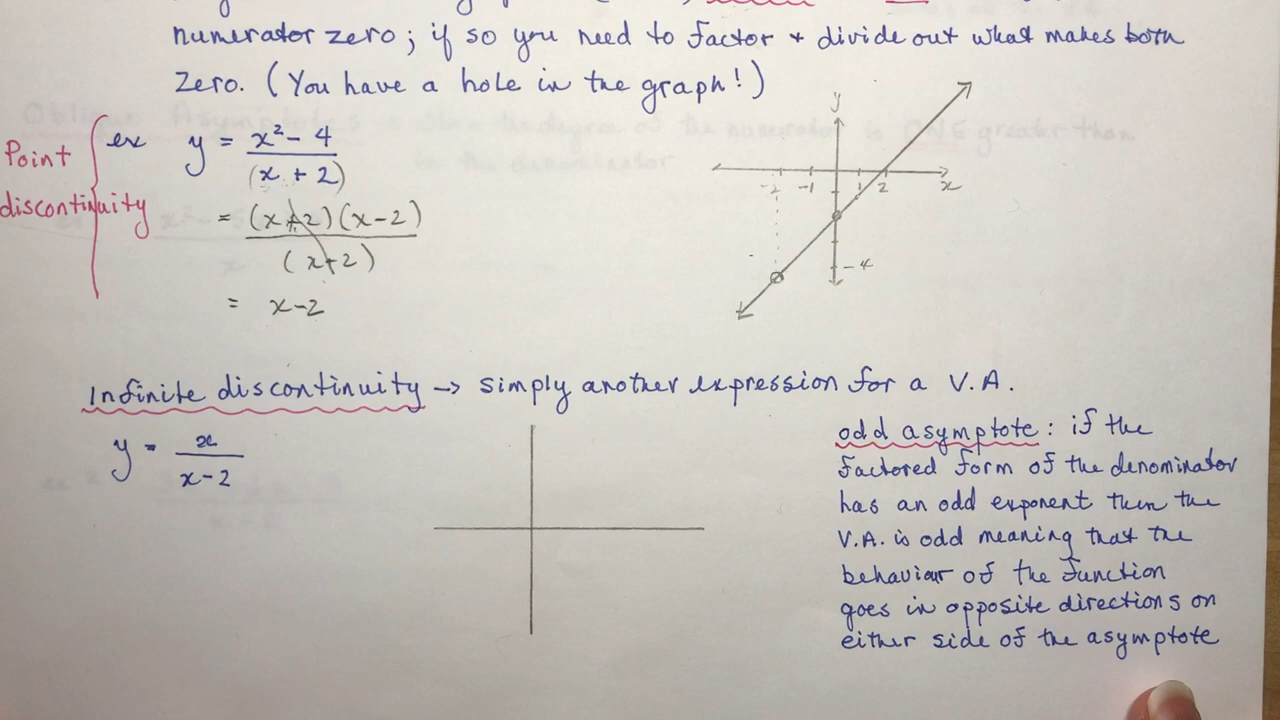 numerator zero; if so you need to factor + divide out what makes both
zero. (You have a hole in the graph!)
Point
discontinuity
ex y = x² - 4
(x + 2)
= (x+2)(x-2)
(x+2)
= x-2
y
-2 -1 1 2 x
-4
Infinite discontinuity → simply another expression for a V.A.
y = x
x-2
odd asymptote: if the
factored form of the denominator
has an odd exponent then the
V.A. is odd meaning that the
behaviour of the function
goes in opposite directions on
either side of the asymptote